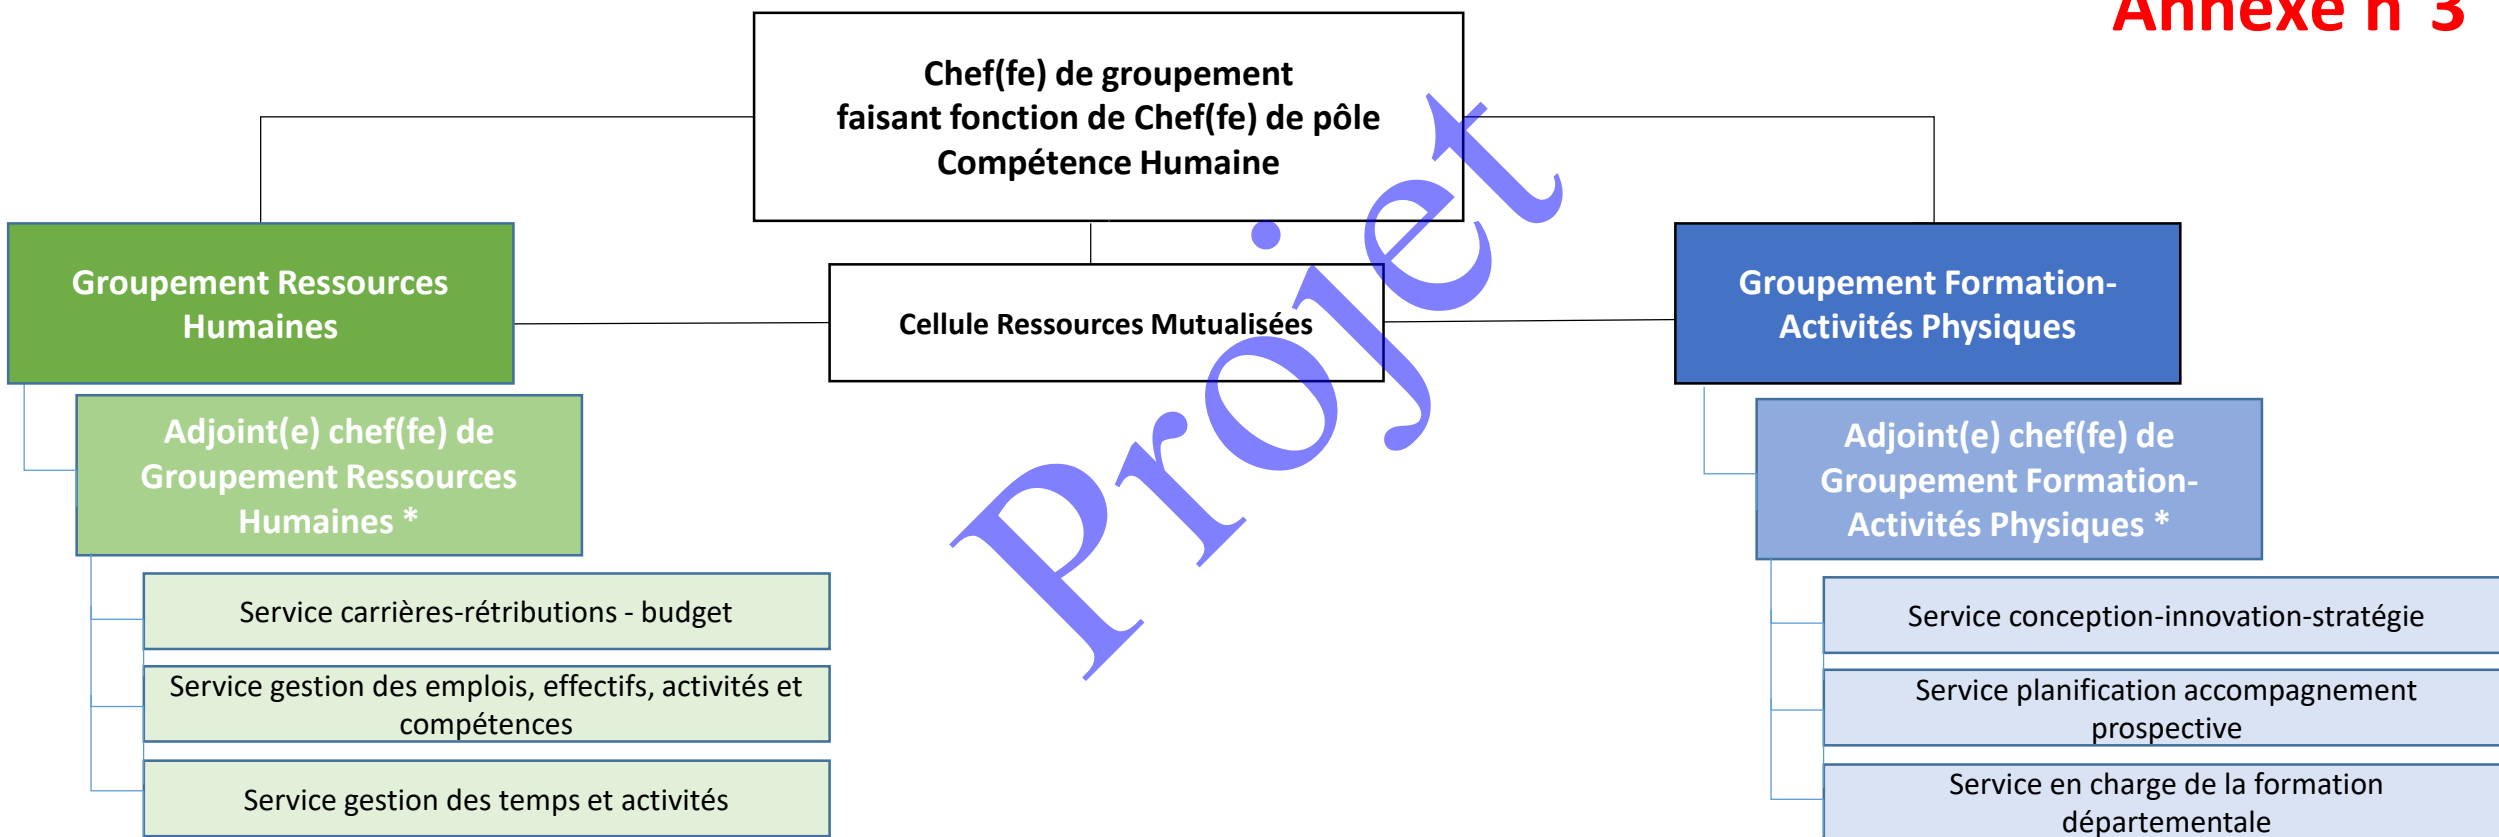 Annexe n°3
Chef(fe) de groupement
faisant fonction de Chef(fe) de pôle
Compétence Humaine
Groupement Ressources
Humaines
Cellule Ressources Mutualisées
Groupement Formation-
Activités Physiques
Adjoint(e) chef(fe) de
Groupement Ressources
Humaines *
Adjoint(e) chef(fe) de
Groupement Formation-
Activités Physiques *
Service carrières-rétributions - budget
Service gestion des emplois, effectifs, activités et
compétences
Service gestion des temps et activités
Service conception-innovation-stratégie
Service planification accompagnement
prospective
Service en charge de la formation
départementale
Projet